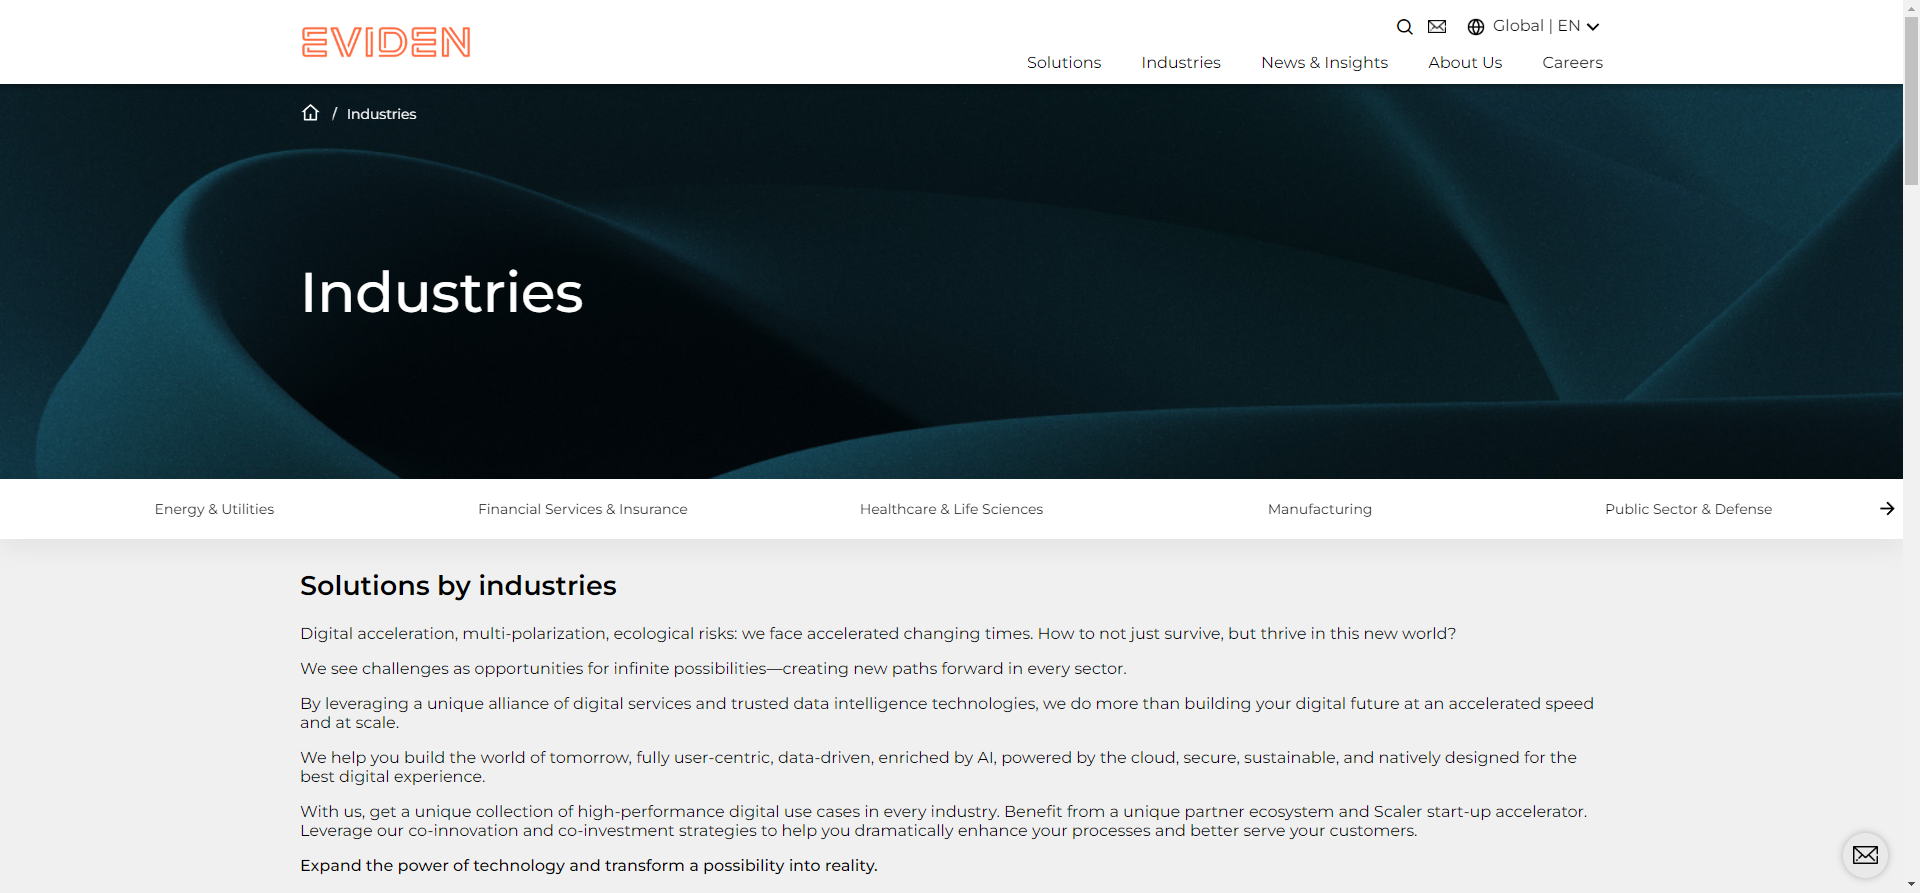 EVIDEN
Global | EN
Solutions
Industries
News & Insights
About Us
Careers
/ Industries
Industries
Energy & Utilities
Financial Services & Insurance
Healthcare & Life Sciences
Manufacturing
Public Sector & Defense
Solutions by industries
Digital acceleration, multi-polarization, ecological risks: we face accelerated changing times. How to not just survive, but thrive in this new world?
We see challenges as opportunities for infinite possibilities—creating new paths forward in every sector.
By leveraging a unique alliance of digital services and trusted data intelligence technologies, we do more than building your digital future at an accelerated speed
and at scale.
We help you build the world of tomorrow, fully user-centric, data-driven, enriched by AI, powered by the cloud, secure, sustainable, and natively designed for the
best digital experience.
With us, get a unique collection of high-performance digital use cases in every industry. Benefit from a unique partner ecosystem and Scaler start-up accelerator.
Leverage our co-innovation and co-investment strategies to help you dramatically enhance your processes and better serve your customers.
Expand the power of technology and transform a possibility into reality.